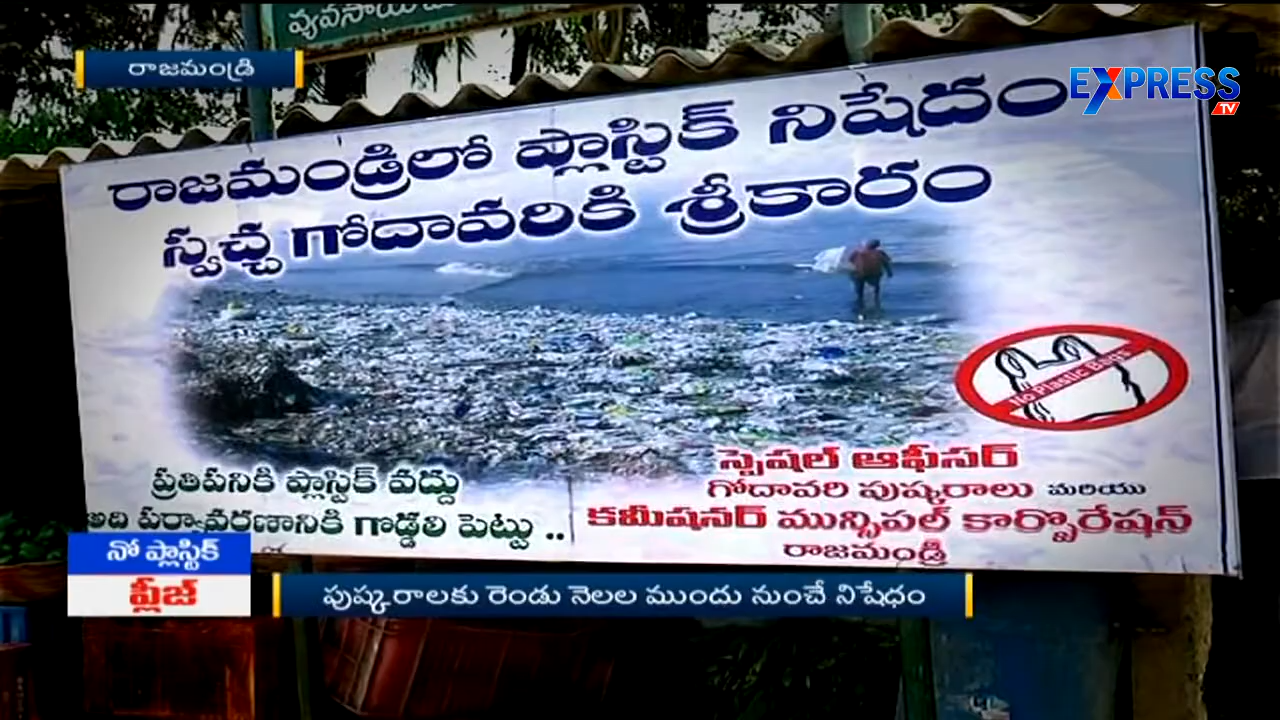 వ్యవసాయ
రాజమండ్రి
EXPRESS
TV
రాజమండ్రిలో ప్లాస్టిక్ నిషేదం
స్వచ్ఛ గోదావరికి శ్రీకారం
No Plastic Bags
ప్రతిపనికి ప్లాస్టిక్ వద్దు
అది పర్యావరణానికి గొడ్డలి పెట్టు ..
స్పెషల్ ఆఫీసర్
గోదావరి పుష్కరాలు మరియు
కమీషనర్ మున్సిపల్ కార్పొరేషన్
రాజమండ్రి
నో ప్లాస్టిక్
ప్లీజ్
పుష్కరాలకు రెండు నెలల ముందు నుంచే నిషేధం